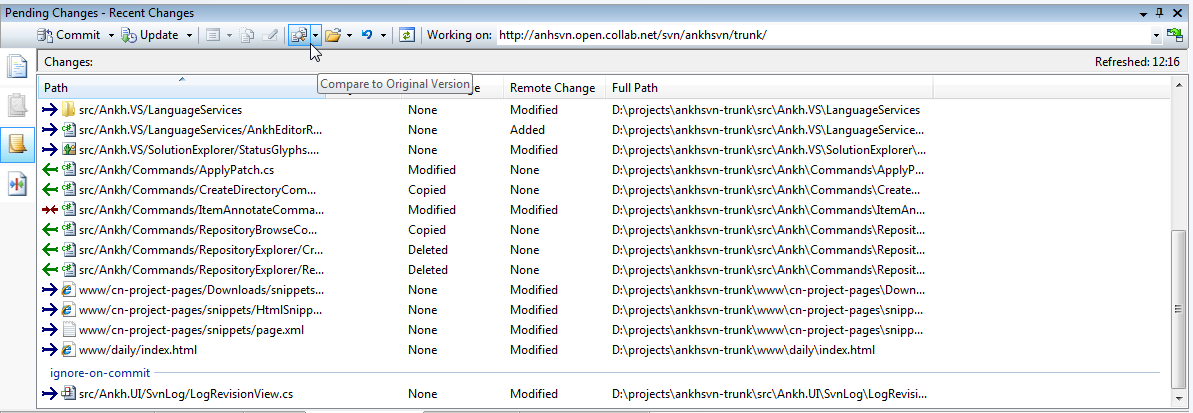 Pending Changes - Recent Changes
Commit Update Working on: http://anhsvn.open.collab.net/svn/ankhsvn/trunk/
Changes: Refreshed: 12:16
Path Remote Change Full Path
Compare to Original Version
src/Ankh.VS/LanguageServices None Modified D:\projects\ankhsvn-trunk\src\Ankh.VS\LanguageServices
src/Ankh.VS/LanguageServices/AnkhEditorR... None Added D:\projects\ankhsvn-trunk\src\Ankh.VS\LanguageService...
src/Ankh.VS/SolutionExplorer/StatusGlyphs.... None Modified D:\projects\ankhsvn-trunk\src\Ankh.VS\SolutionExplorer\...
src/Ankh/Commands/ApplyPatch.cs Modified None D:\projects\ankhsvn-trunk\src\Ankh\Commands\ApplyP...
src/Ankh/Commands/CreateDirectoryCom... Copied None D:\projects\ankhsvn-trunk\src\Ankh\Commands\Create...
src/Ankh/Commands/ItemAnnotateComma... Modified Modified D:\projects\ankhsvn-trunk\src\Ankh\Commands\ItemAn...
src/Ankh/Commands/RepositoryBrowseCo... Copied None D:\projects\ankhsvn-trunk\src\Ankh\Commands\Reposit...
src/Ankh/Commands/RepositoryExplorer/Cr... Deleted None D:\projects\ankhsvn-trunk\src\Ankh\Commands\Reposit...
src/Ankh/Commands/RepositoryExplorer/Re... Deleted None D:\projects\ankhsvn-trunk\src\Ankh\Commands\Reposit...
www/cn-project-pages/Downloads/snippets... None Modified D:\projects\ankhsvn-trunk\www\cn-project-pages\Down...
www/cn-project-pages/snippets/HtmlSnipp... None Modified D:\projects\ankhsvn-trunk\www\cn-project-pages\snipp...
www/cn-project-pages/snippets/page.xml None Modified D:\projects\ankhsvn-trunk\www\cn-project-pages\snipp...
www/daily/index.html None Modified D:\projects\ankhsvn-trunk\www\daily\index.html
ignore-on-commit
src/Ankh.UI/SvnLog/LogRevisionView.cs None Modified D:\projects\ankhsvn-trunk\src\Ankh.UI\SvnLog\LogRevisi...